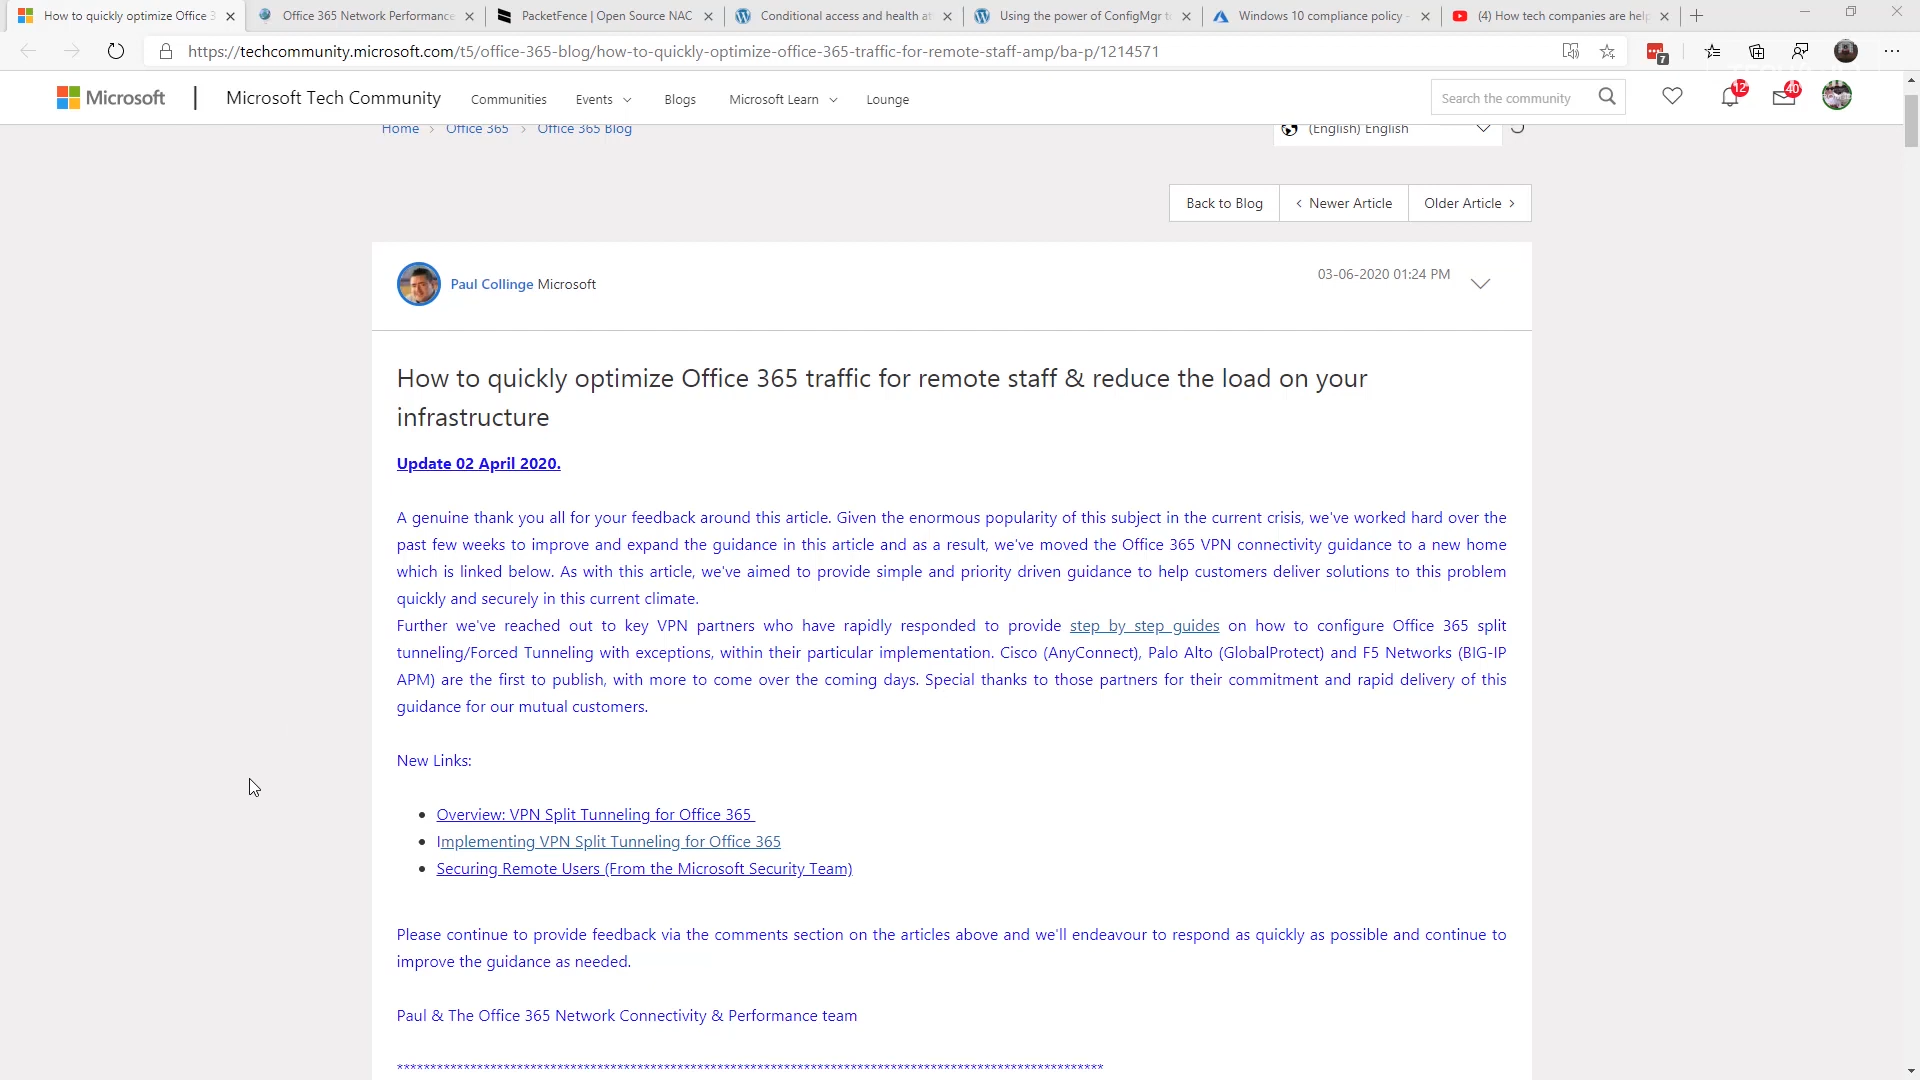 How to quickly optimize Office 3
Office 365 Network Performance
PacketFence | Open Source NAC
Conditional access and health at
Using the power of ConfigMgr t
Windows 10 compliance policy -
(4) How tech companies are help
https://techcommunity.microsoft.com/t5/office-365-blog/how-to-quickly-optimize-office-365-traffic-for-remote-staff-amp/ba-p/1214571
7
Microsoft | Microsoft Tech Community Communities Events Blogs Microsoft Learn Lounge Search the community 12 40
Home › Office 365 › Office 365 Blog (English) English
Back to Blog ‹ Newer Article Older Article ›
Paul Collinge Microsoft 03-06-2020 01:24 PM
How to quickly optimize Office 365 traffic for remote staff & reduce the load on your
infrastructure
Update 02 April 2020.
A genuine thank you all for your feedback around this article. Given the enormous popularity of this subject in the current crisis, we've worked hard over the
past few weeks to improve and expand the guidance in this article and as a result, we've moved the Office 365 VPN connectivity guidance to a new home
which is linked below. As with this article, we've aimed to provide simple and priority driven guidance to help customers deliver solutions to this problem
quickly and securely in this current climate.
Further we've reached out to key VPN partners who have rapidly responded to provide step by step guides on how to configure Office 365 split
tunneling/Forced Tunneling with exceptions, within their particular implementation. Cisco (AnyConnect), Palo Alto (GlobalProtect) and F5 Networks (BIG-IP
APM) are the first to publish, with more to come over the coming days. Special thanks to those partners for their commitment and rapid delivery of this
guidance for our mutual customers.
New Links:
• Overview: VPN Split Tunneling for Office 365
• Implementing VPN Split Tunneling for Office 365
• Securing Remote Users (From the Microsoft Security Team)
Please continue to provide feedback via the comments section on the articles above and we'll endeavour to respond as quickly as possible and continue to
improve the guidance as needed.
Paul & The Office 365 Network Connectivity & Performance team
**********************************************************************************************************